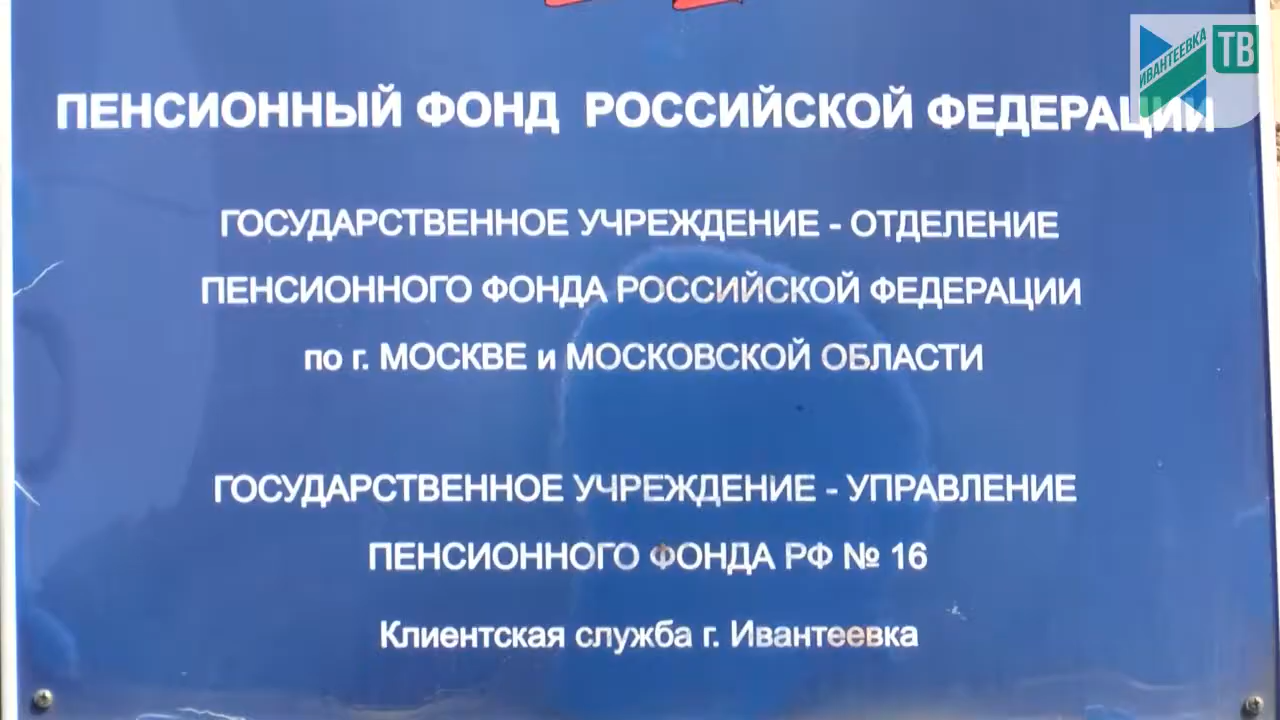 ИВАНТЕЕВКА ТВ
ПЕНСИОННЫЙ ФОНД РОССИЙСКОЙ ФЕДЕРАЦИИ
ГОСУДАРСТВЕННОЕ УЧРЕЖДЕНИЕ - ОТДЕЛЕНИЕ
ПЕНСИОННОГО ФОНДА РОССИЙСКОЙ ФЕДЕРАЦИИ
по г. МОСКВЕ и МОСКОВСКОЙ ОБЛАСТИ
ГОСУДАРСТВЕННОЕ УЧРЕЖДЕНИЕ - УПРАВЛЕНИЕ
ПЕНСИОННОГО ФОНДА РФ № 16
Клиентская служба г. Ивантеевка